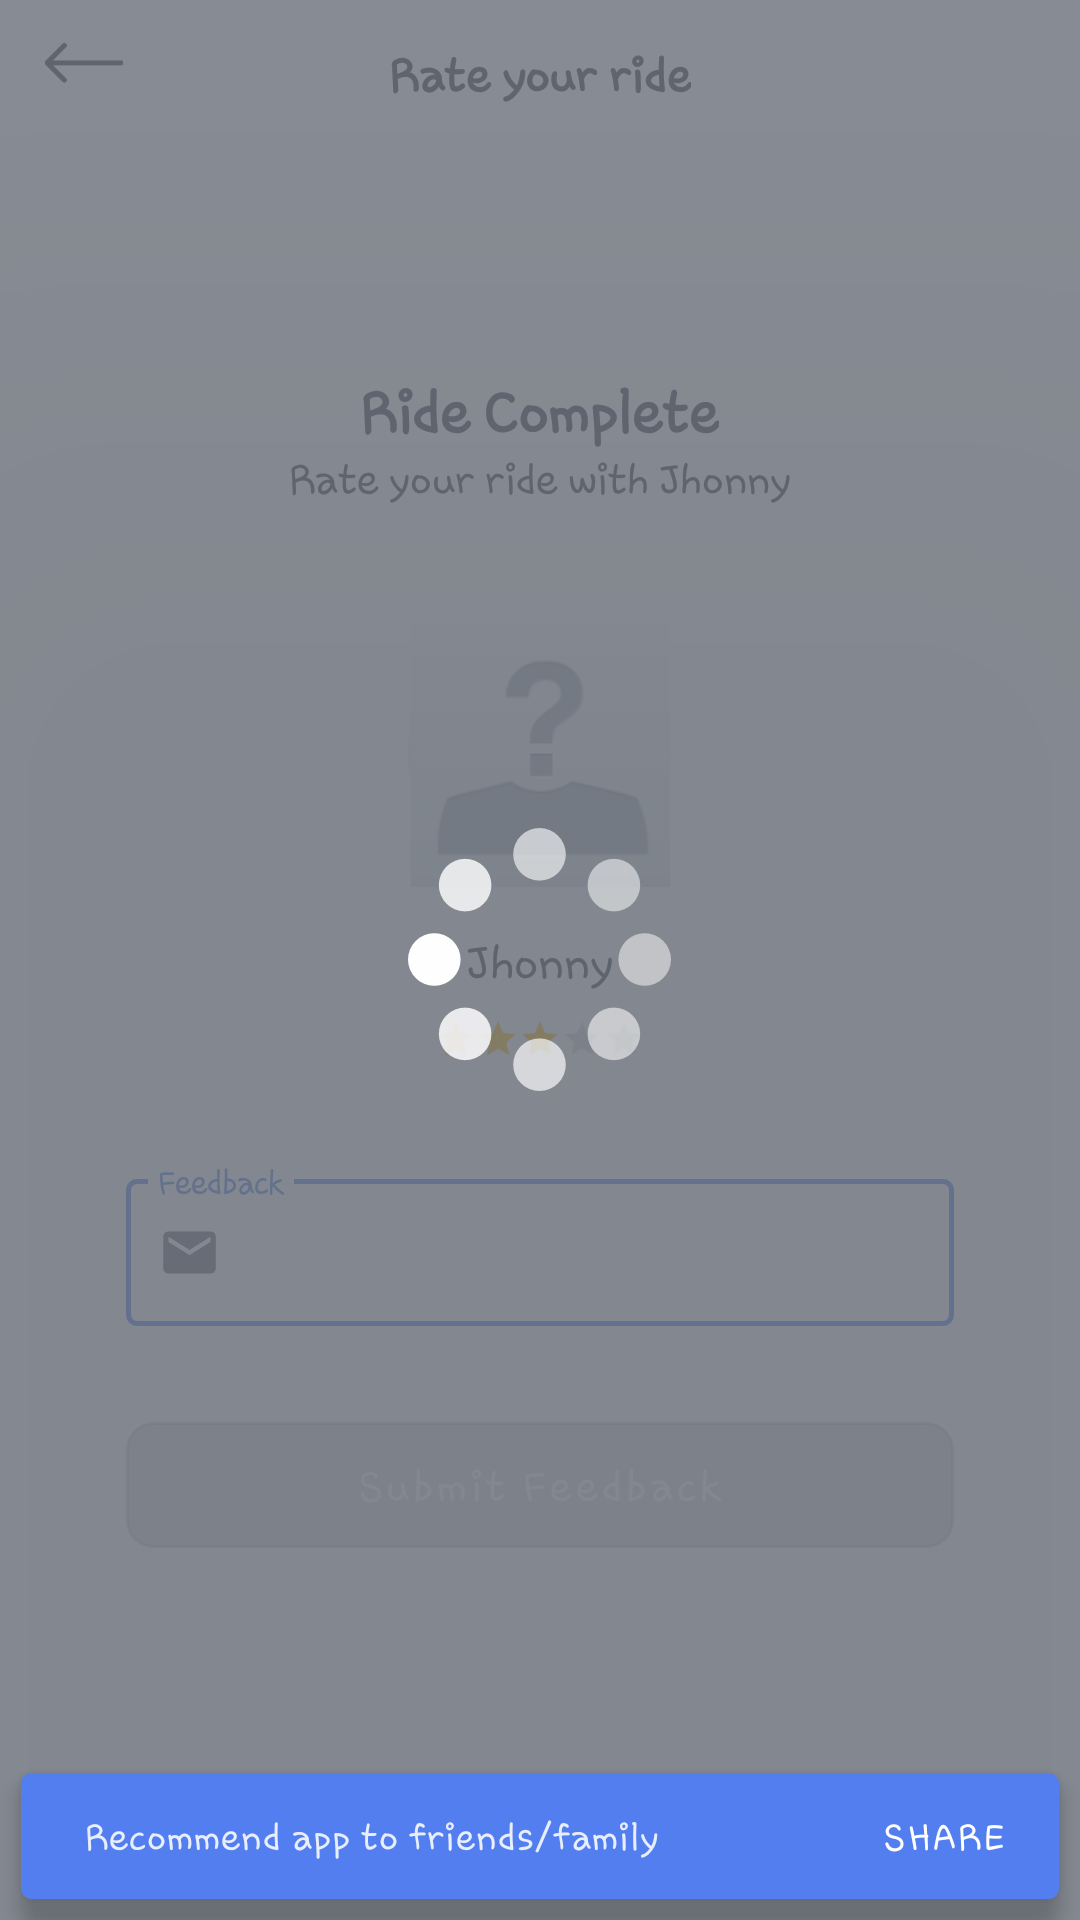 Rate your ride
Ride Complete
Rate your ride with Jhonny
?
Jhonny
Feedback
Submit Feedback
Recommend app to friends/family
SHARE